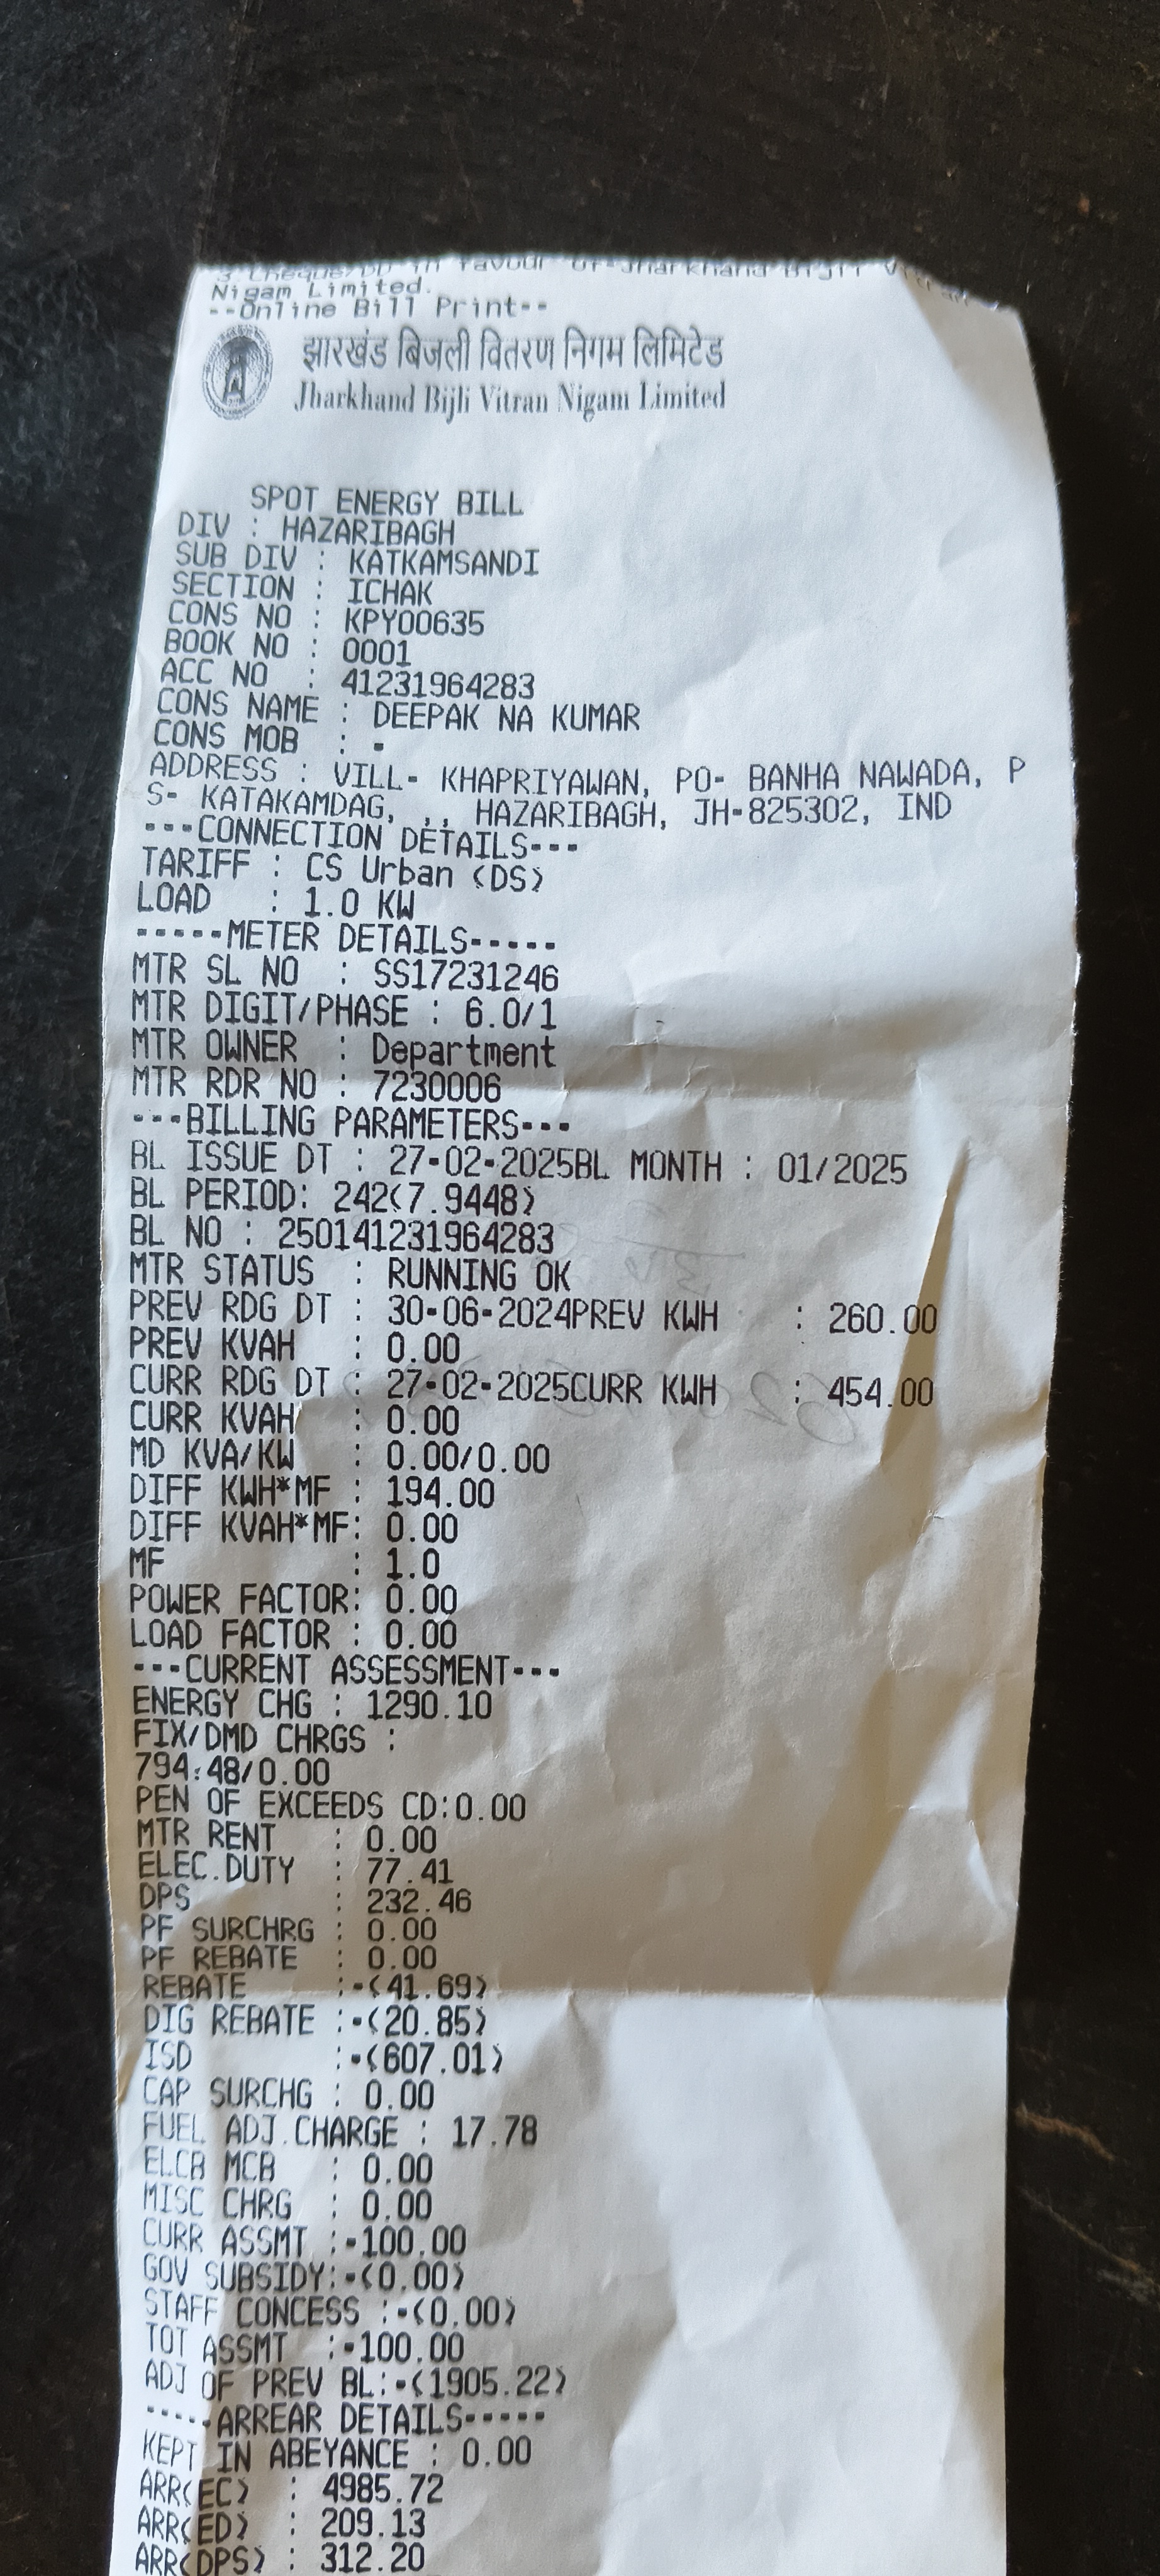 3.Cheque/DD in favour of Jharkhand Bijli
Nigam Limited.
--Online Bill Print--
झारखंड बिजली वितरण निगम लिमिटेड
Jharkhand Bijli Vitran Nigam Limited
SPOT ENERGY BILL
DIV : HAZARIBAGH
SUB DIV : KATKAMSANDI
SECTION : ICHAK
CONS NO : KPY00635
BOOK NO : 0001
ACC NO : 41231964283
CONS NAME : DEEPAK NA KUMAR
CONS MOB : -
ADDRESS : VILL- KHAPRIYAWAN, PO- BANHA NAWADA, P
S- KATAKAMDAG, ,, HAZARIBAGH, JH-825302, IND
---CONNECTION DETAILS---
TARIFF : CS Urban (DS)
LOAD : 1.0 KW
-----METER DETAILS-----
MTR SL NO : SS17231246
MTR DIGIT/PHASE : 6.0/1
MTR OWNER : Department
MTR RDR NO : 7230006
---BILLING PARAMETERS---
BL ISSUE DT : 27-02-2025BL MONTH : 01/2025
BL PERIOD: 242(7.9448)
BL NO : 250141231964283
MTR STATUS : RUNNING OK
PREV RDG DT : 30-06-2024PREV KWH : 260.00
PREV KVAH : 0.00
CURR RDG DT : 27-02-2025CURR KWH : 454.00
CURR KVAH : 0.00
MD KVA/KW : 0.00/0.00
DIFF KWH*MF : 194.00
DIFF KVAH*MF: 0.00
MF : 1.0
POWER FACTOR: 0.00
LOAD FACTOR : 0.00
---CURRENT ASSESSMENT---
ENERGY CHG : 1290.10
FIX/DMD CHRGS :
794.48/0.00
PEN OF EXCEEDS CD:0.00
MTR RENT : 0.00
ELEC.DUTY : 77.41
DPS : 232.46
PF SURCHRG : 0.00
PF REBATE : 0.00
REBATE :-(41.69)
DIG REBATE :-(20.85)
ISD :-(607.01)
CAP SURCHG : 0.00
FUEL ADJ.CHARGE : 17.78
ELCB MCB : 0.00
MISC CHRG : 0.00
CURR ASSMT :-100.00
GOV SUBSIDY:-(0.00)
STAFF CONCESS :-(0.00)
TOT ASSMT :-100.00
ADJ OF PREV BL:-(1905.22)
-----ARREAR DETAILS-----
KEPT IN ABEYANCE : 0.00
ARR(EC) : 4985.72
ARR(ED) : 209.13
ARR(DPS) : 312.20